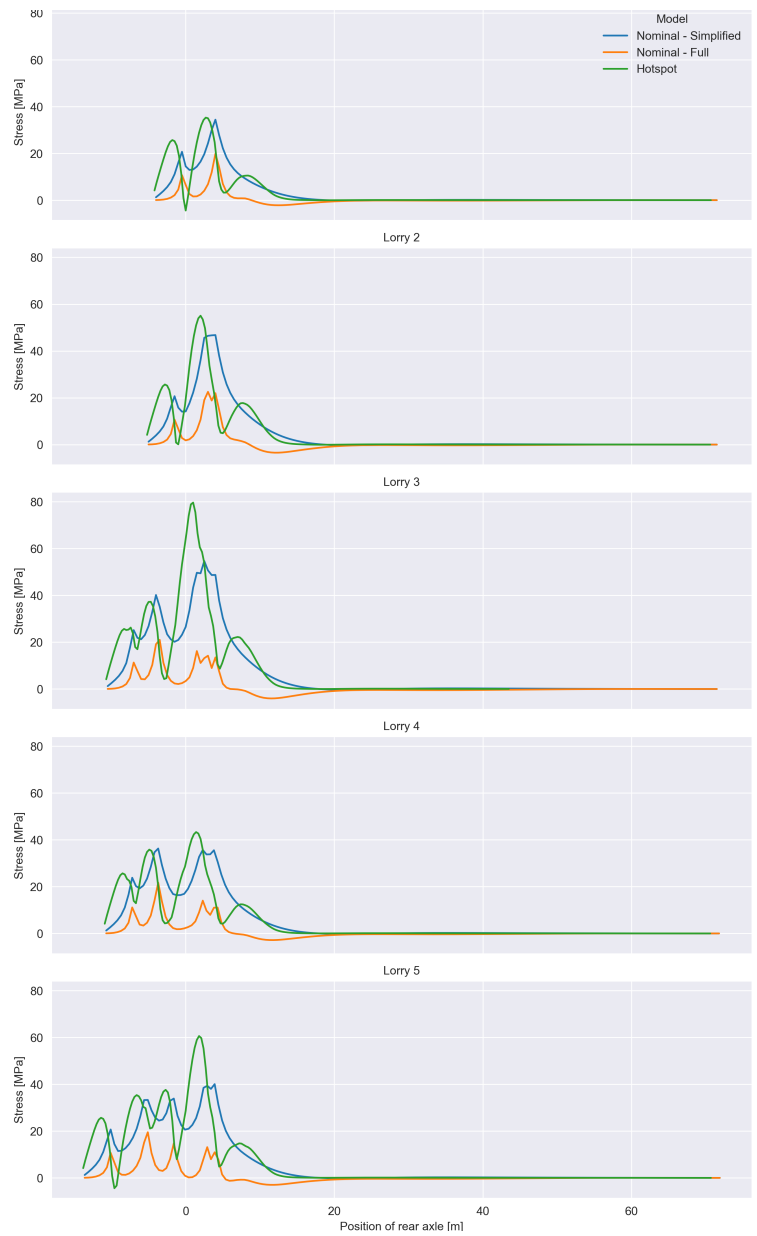 80
60
40
20
0
Stress [MPa]
Model
Nominal - Simplified
Nominal - Full
Hotspot
Lorry 2
80
60
40
20
0
Stress [MPa]
Lorry 3
80
60
40
20
0
Stress [MPa]
Lorry 4
80
60
40
20
0
Stress [MPa]
Lorry 5
80
60
40
20
0
Stress [MPa]
0 20 40 60
Position of rear axle [m]